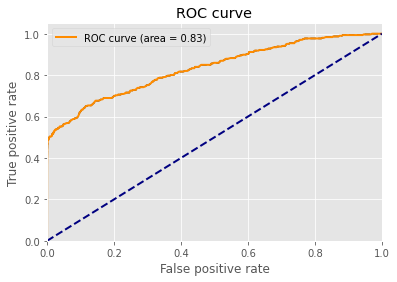 ROC curve
ROC curve (area = 0.83)
1.0
0.8
0.6
0.4
0.2
0.0
True positive rate
0.0 0.2 0.4 0.6 0.8 1.0
False positive rate